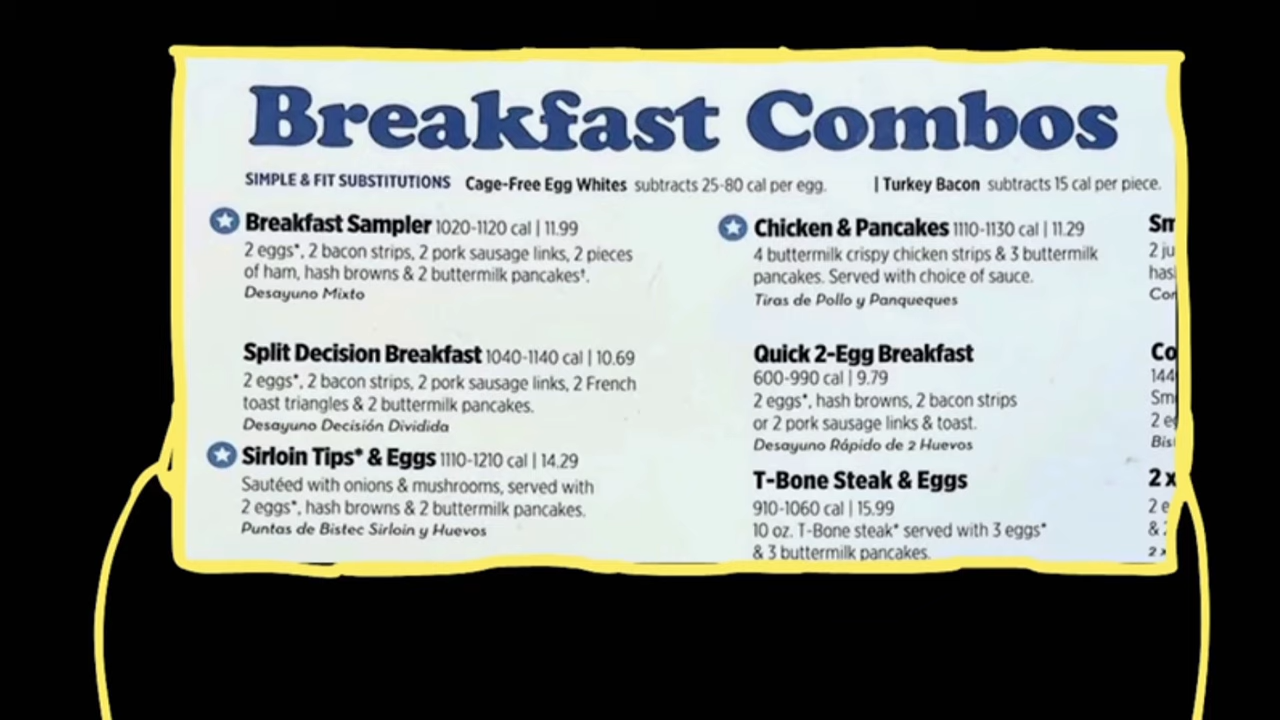 Breakfast Combos
SIMPLE & FIT SUBSTITUTIONS Cage-Free Egg Whites subtracts 25-80 cal per egg. | Turkey Bacon subtracts 15 cal per piece.
Breakfast Sampler 1020-1120 cal | 11.99
2 eggs*, 2 bacon strips, 2 pork sausage links, 2 pieces
of ham, hash browns & 2 buttermilk pancakes†.
Desayuno Mixto
Split Decision Breakfast 1040-1140 cal | 10.69
2 eggs*, 2 bacon strips, 2 pork sausage links, 2 French
toast triangles & 2 buttermilk pancakes.
Desayuno Decisión Dividida
Sirloin Tips* & Eggs 1110-1210 cal | 14.29
Sautéed with onions & mushrooms, served with
2 eggs*, hash browns & 2 buttermilk pancakes.
Puntas de Bistec Sirloin y Huevos
Chicken & Pancakes 1110-1130 cal | 11.29
4 buttermilk crispy chicken strips & 3 buttermilk
pancakes. Served with choice of sauce.
Tiras de Pollo y Panqueques
Quick 2-Egg Breakfast
600-990 cal | 9.79
2 eggs*, hash browns, 2 bacon strips
or 2 pork sausage links & toast.
Desayuno Rápido de 2 Huevos
T-Bone Steak & Eggs
910-1060 cal | 15.99
10 oz. T-Bone steak* served with 3 eggs*
& 3 buttermilk pancakes.